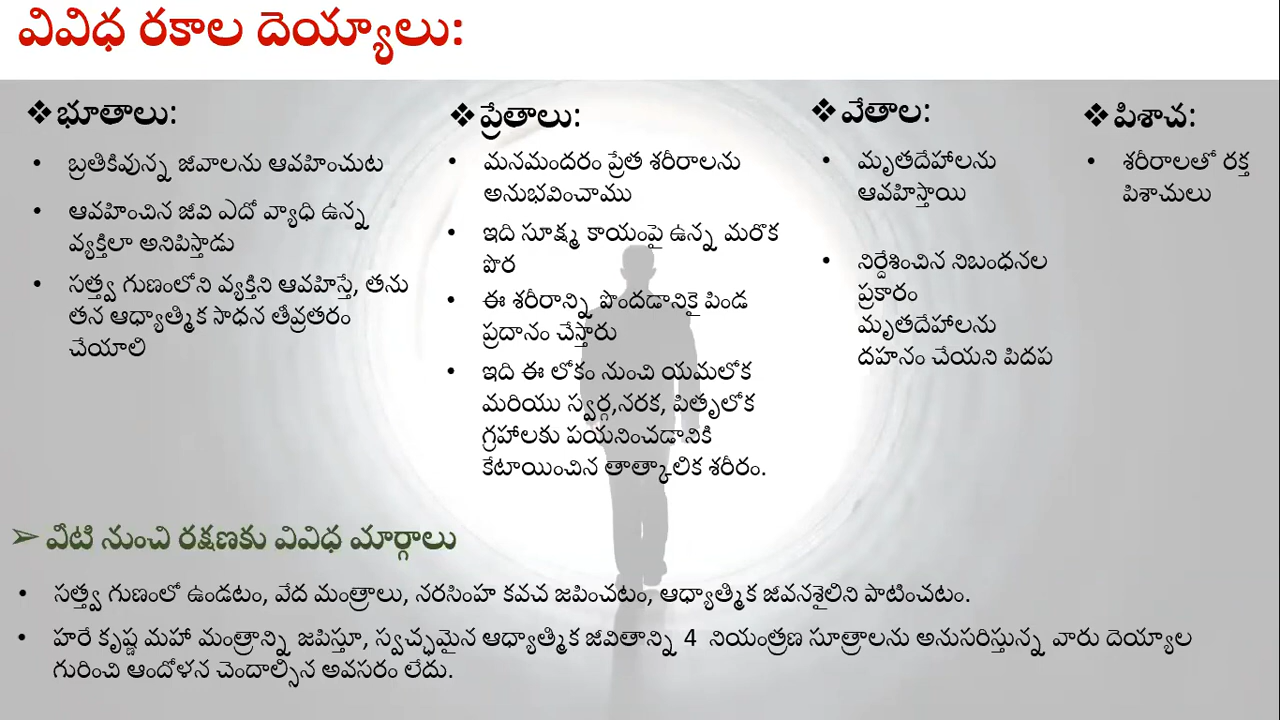 వివిధ రకాల దెయ్యాలు:
❖భూతాలు:
• బ్రతికివున్న జీవాలను ఆవహించుట
• ఆవహించిన జీవి ఎదో వ్యాధి ఉన్న
వ్యక్తిలా అనిపిస్తాడు
• సత్త్వ గుణంలోని వ్యక్తిని ఆవహిస్తే, తను
తన ఆధ్యాత్మిక సాధన తీవ్రతరం
చేయాలి
❖ప్రేతాలు:
• మనమందరం ప్రేత శరీరాలను
అనుభవించాము
• ఇది సూక్ష్మ కాయంపై ఉన్న మరొక
పొర
• ఈ శరీరాన్ని పొందడానికై పిండ
ప్రదానం చేస్తారు
• ఇది ఈ లోకం నుంచి యమలోక
మరియు స్వర్గ,నరక, పితృలోక
గ్రహాలకు పయనించడానికి
కేటాయించిన తాత్కాలిక శరీరం.
❖వేతాల:
• మృతదేహాలను
ఆవహిస్తాయి
• నిర్దేశించిన నిబంధనల
ప్రకారం
మృతదేహాలను
దహనం చేయని పిదప
❖పిశాచ:
• శరీరాలలో రక్త
పిశాచులు
➢ వీటి నుంచి రక్షణకు వివిధ మార్గాలు
• సత్త్వ గుణంలో ఉండటం, వేద మంత్రాలు, నరసింహ కవచ జపించటం, ఆధ్యాత్మిక జీవనశైలిని పాటించటం.
• హరే కృష్ణ మహా మంత్రాన్ని జపిస్తూ, స్వచ్ఛమైన ఆధ్యాత్మిక జీవితాన్ని 4 నియంత్రణ సూత్రాలను అనుసరిస్తున్న వారు దెయ్యాల
గురించి ఆందోళన చెందాల్సిన అవసరం లేదు.